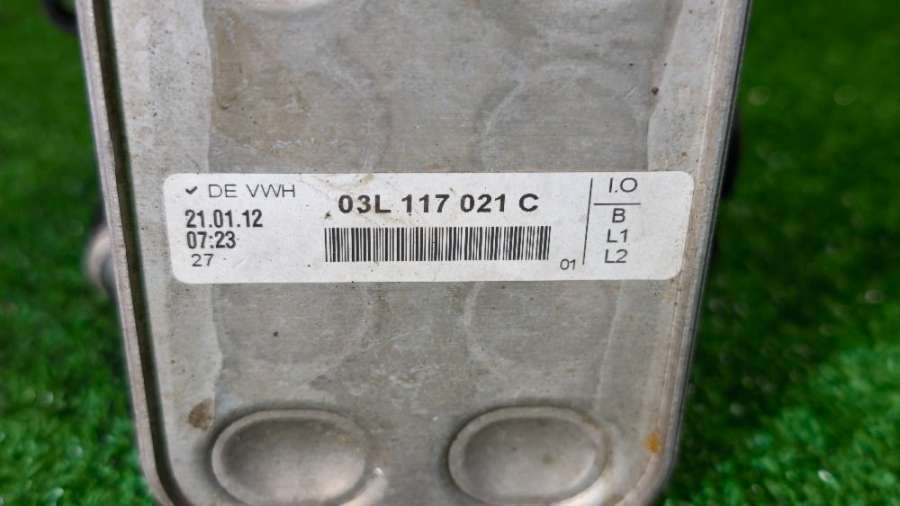 ✓ DE VWH
21.01.12
07:23
27
03L 117 021 C
01
I.O
B
L1
L2